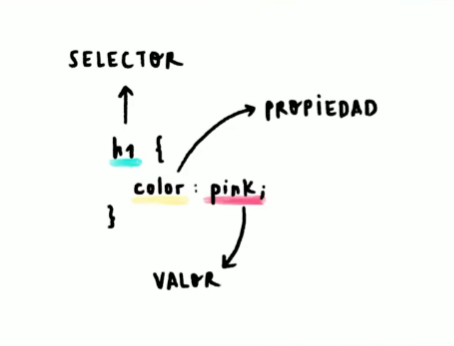 SELECTOR
PROPIEDAD
h1 {
color : pink;
}
VALOR